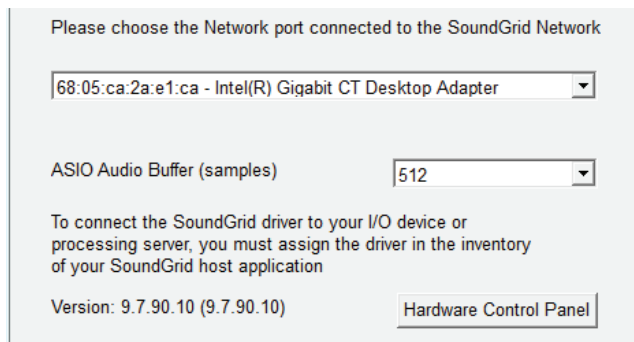 Please choose the Network port connected to the SoundGrid Network
68:05:ca:2a:e1:ca - Intel(R) Gigabit CT Desktop Adapter
ASIO Audio Buffer (samples)
512
To connect the SoundGrid driver to your I/O device or
processing server, you must assign the driver in the inventory
of your SoundGrid host application
Version: 9.7.90.10 (9.7.90.10)
Hardware Control Panel